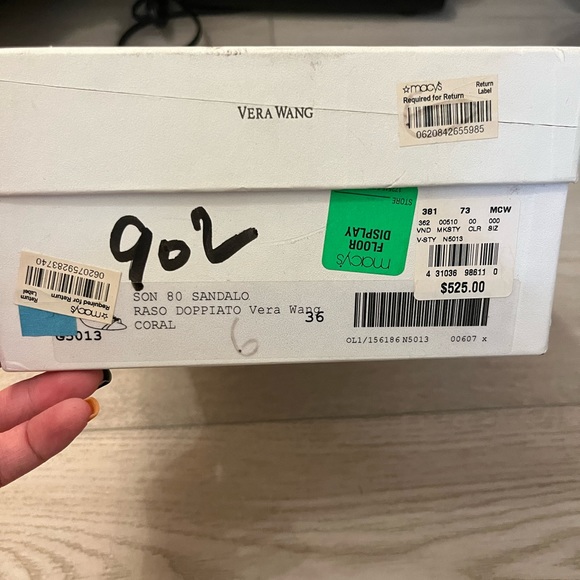 VERA WANG
☆macy's Return Label
Required for Return
0620842655985
902
STORE
FLOOR DISPLAY
macy's
381 73 MCW
362 00510 00 000
VND MKSTY CLR SIZ
V-STY N5013
4 31036 98611 0
$525.00
☆macy's
Required for Return
Return Label
0620759283740
SON 80 SANDALO
RASO DOPPIATO Vera Wang
CORAL
36
6
G5013
OL1/156186 N5013 00607 x